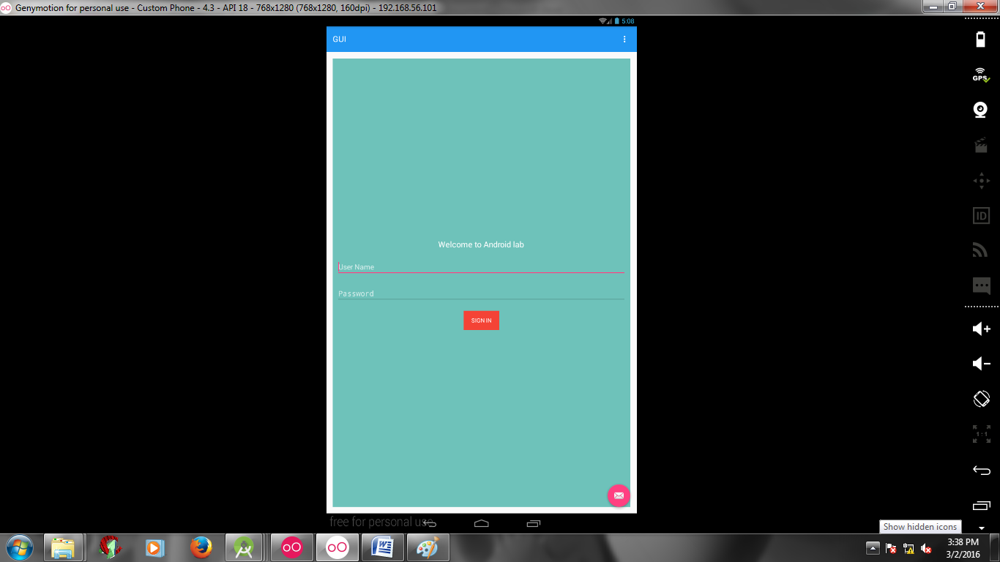 Genymotion for personal use - Custom Phone - 4.3 - API 18 - 768x1280 (768x1280, 160dpi) - 192.168.56.101
5:08
GUI
GPS
ID
Welcome to Android lab
User Name
Password
SIGN IN
1:1
free for personal use
Show hidden icons
3:38 PM
3/2/2016